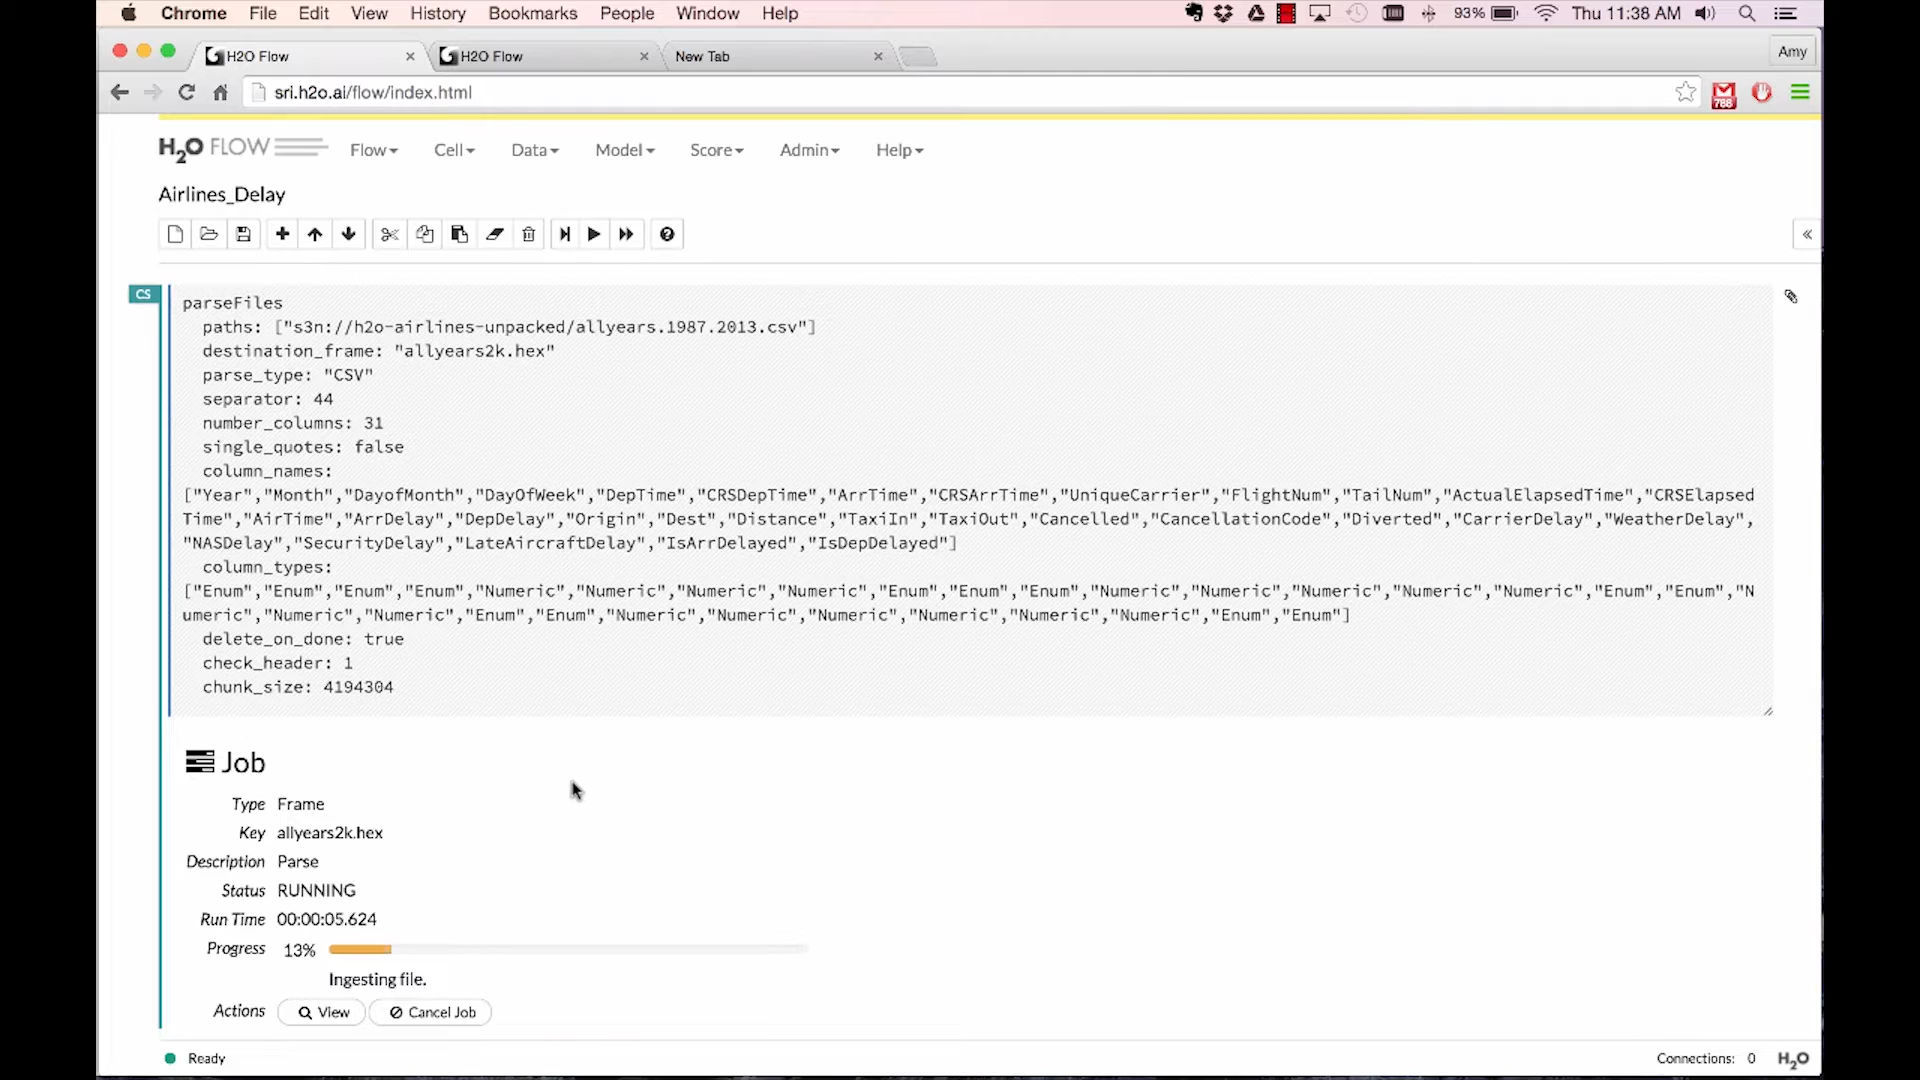 Chrome File Edit View History Bookmarks People Window Help 93% Thu 11:38 AM
H2O Flow H2O Flow New Tab Amy
sri.h2o.ai/flow/index.html 788
H2O FLOW Flow Cell Data Model Score Admin Help
Airlines_Delay
CS
parseFiles
paths: ["s3n://h2o-airlines-unpacked/allyears.1987.2013.csv"]
destination_frame: "allyears2k.hex"
parse_type: "CSV"
separator: 44
number_columns: 31
single_quotes: false
column_names:
["Year","Month","DayofMonth","DayOfWeek","DepTime","CRSDepTime","ArrTime","CRSArrTime","UniqueCarrier","FlightNum","TailNum","ActualElapsedTime","CRSElapsed
Time","AirTime","ArrDelay","DepDelay","Origin","Dest","Distance","TaxiIn","TaxiOut","Cancelled","CancellationCode","Diverted","CarrierDelay","WeatherDelay",
"NASDelay","SecurityDelay","LateAircraftDelay","IsArrDelayed","IsDepDelayed"]
column_types:
["Enum","Enum","Enum","Enum","Numeric","Numeric","Numeric","Numeric","Enum","Enum","Enum","Numeric","Numeric","Numeric","Numeric","Numeric","Enum","Enum","N
umeric","Numeric","Numeric","Enum","Enum","Numeric","Numeric","Numeric","Numeric","Numeric","Numeric","Enum","Enum"]
delete_on_done: true
check_header: 1
chunk_size: 4194304
Job
Type Frame
Key allyears2k.hex
Description Parse
Status RUNNING
Run Time 00:00:05.624
Progress 13%
Ingesting file.
Actions View Cancel Job
Ready Connections: 0 H2O